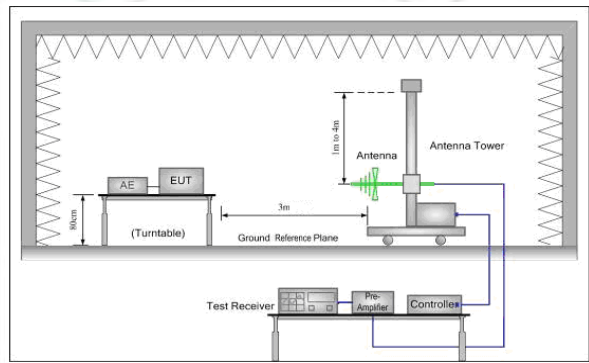 1m to 4m
Antenna
Antenna Tower
AE
EUT
80cm
(Turntable)
3m
Ground Reference Plane
Test Receiver
Pre-
Amplifier
Controller